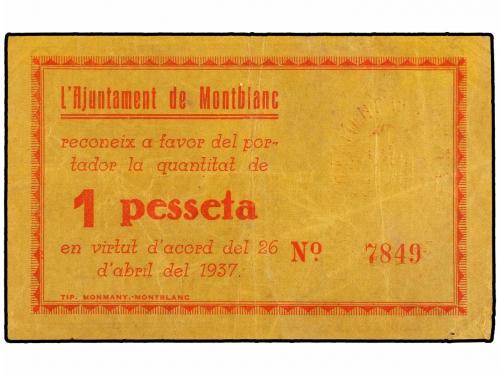 L'Ajuntament de Montblanc
reconeix a favor del por-
tador la quantitat de
1 pesseta
en virtut d'acord del 26
d'abril del 1937.
Nº 7849
TIP. MONMANY.-MONTBLANC